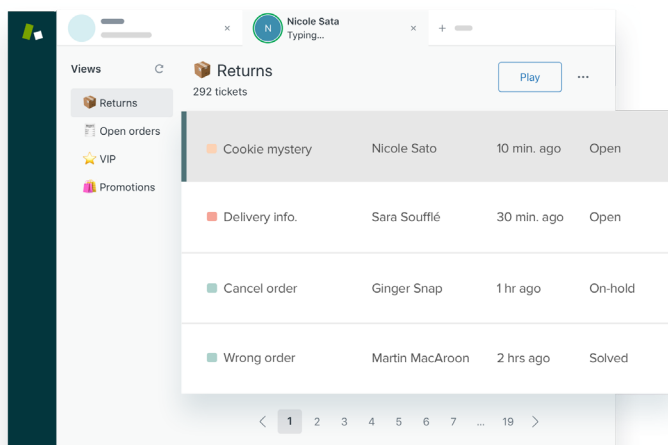 Nicole Sata
N
Typing...
Views
Returns
Open orders
VIP
Promotions
Returns
292 tickets
Play
Cookie mystery Nicole Sato 10 min. ago Open
Delivery info. Sara Soufflé 30 min. ago Open
Cancel order Ginger Snap 1 hr ago On-hold
Wrong order Martin MacAroon 2 hrs ago Solved
1 2 3 4 5 6 7 ... 19